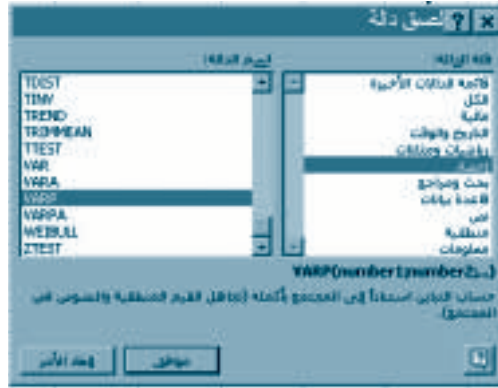 لصق دالة
فئة الدالة:
اسم الدالة:
قائمة الدالات الأخيرة
الكل
مالية
التاريخ والوقت
رياضيات ومثلثات
إحصاء
بحث ومراجع
قاعدة بيانات
نص
منطقية
معلومات
TDIST
TINV
TREND
TRIMMEAN
TTEST
VAR
VARA
VARP
VARPA
WEIBULL
ZTEST
VARP(number1;number2;...)
حساب التباين استناداً إلى المجتمع بأكمله (تجاهل القيم المنطقية والنصوص في
المجتمع).
موافق
إلغاء الأمر